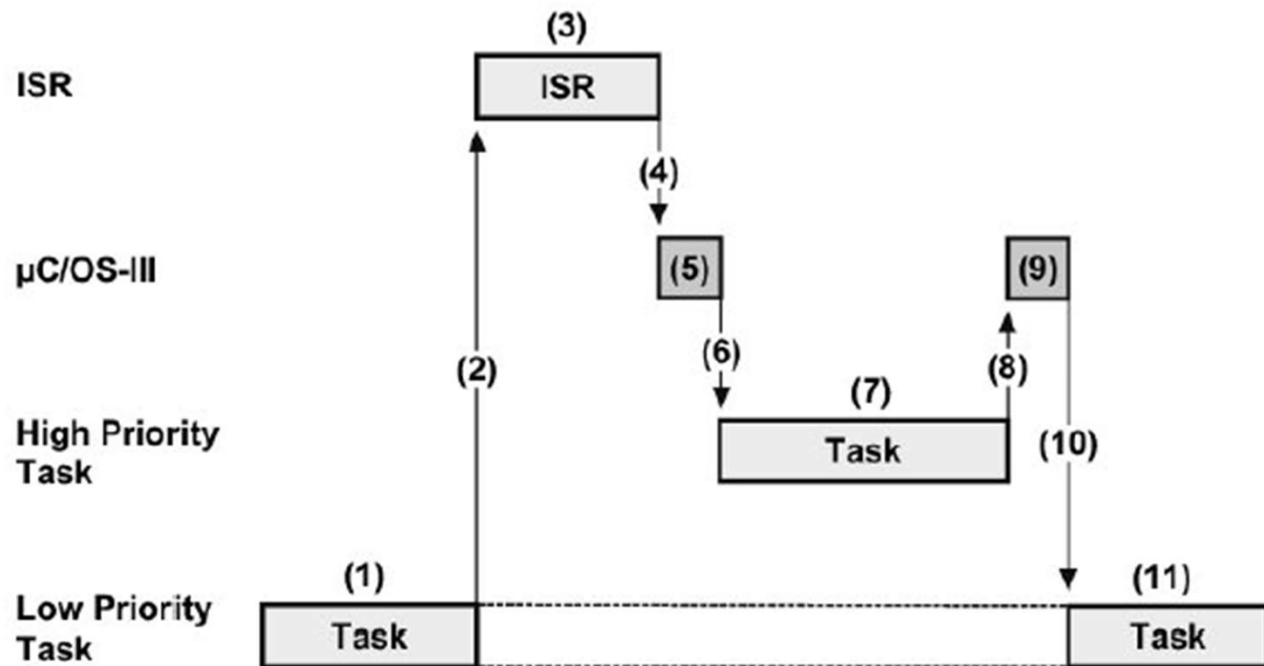 (3)
ISR
ISR
(4)
µC/OS-III
(5)
(9)
(6)
(2)
(8)
(7)
High Priority
Task
Task
(10)
(1)
(11)
Low Priority
Task
Task
Task